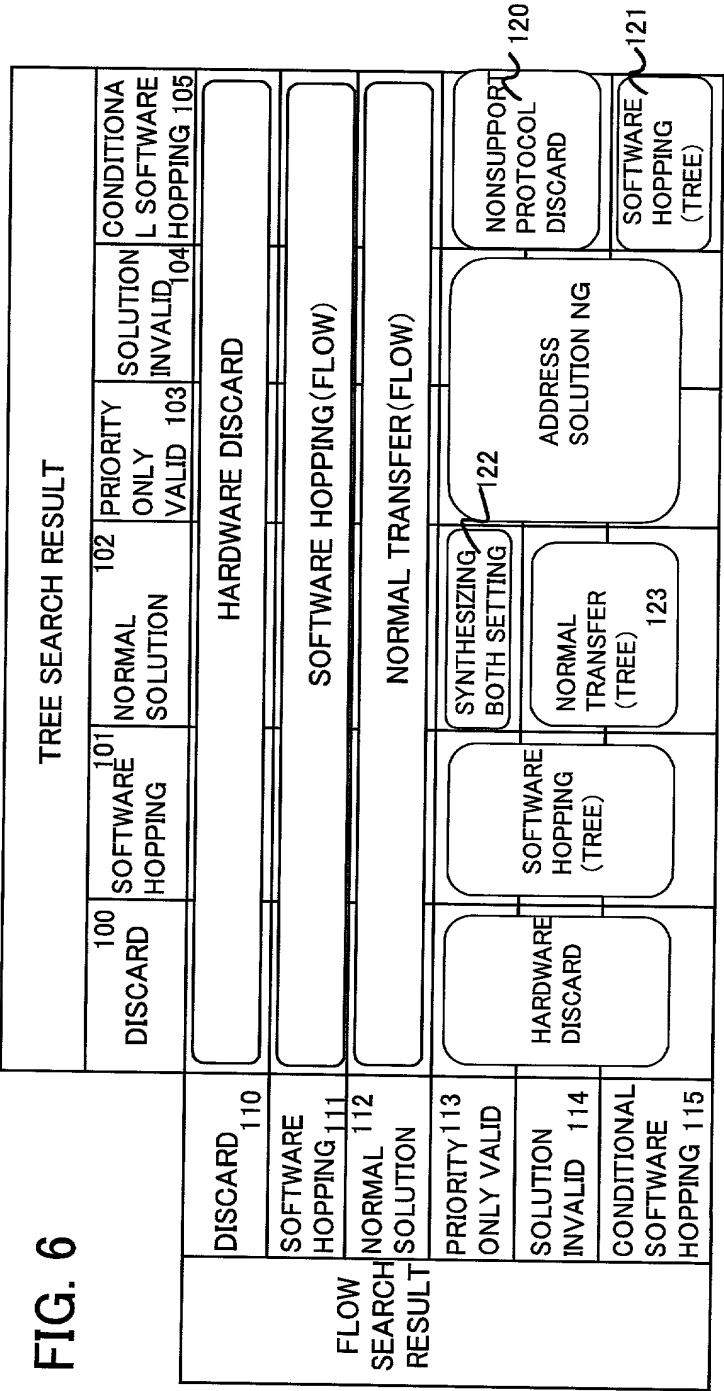 FIG. 6
TREE SEARCH RESULT
100
DISCARD
101
SOFTWARE
HOPPING
102
NORMAL
SOLUTION
PRIORITY
ONLY
VALID 103
SOLUTION
INVALID
104
CONDITIONA
L SOFTWARE
HOPPING 105
FLOW
SEARCH
RESULT
DISCARD
110
HARDWARE DISCARD
SOFTWARE
HOPPING 111
SOFTWARE HOPPING(FLOW)
112
NORMAL
SOLUTION
NORMAL TRANSFER(FLOW)
PRIORITY 113
ONLY VALID
SOLUTION
INVALID 114
CONDITIONAL
SOFTWARE
HOPPING 115
HARDWARE
DISCARD
SOFTWARE
HOPPING
(TREE)
SYNTHESIZING
BOTH SETTING
122
NORMAL
TRANSFER
(TREE)
123
ADDRESS
SOLUTION NG
NONSUPPORT
PROTOCOL
DISCARD
120
SOFTWARE
HOPPING
(TREE)
121